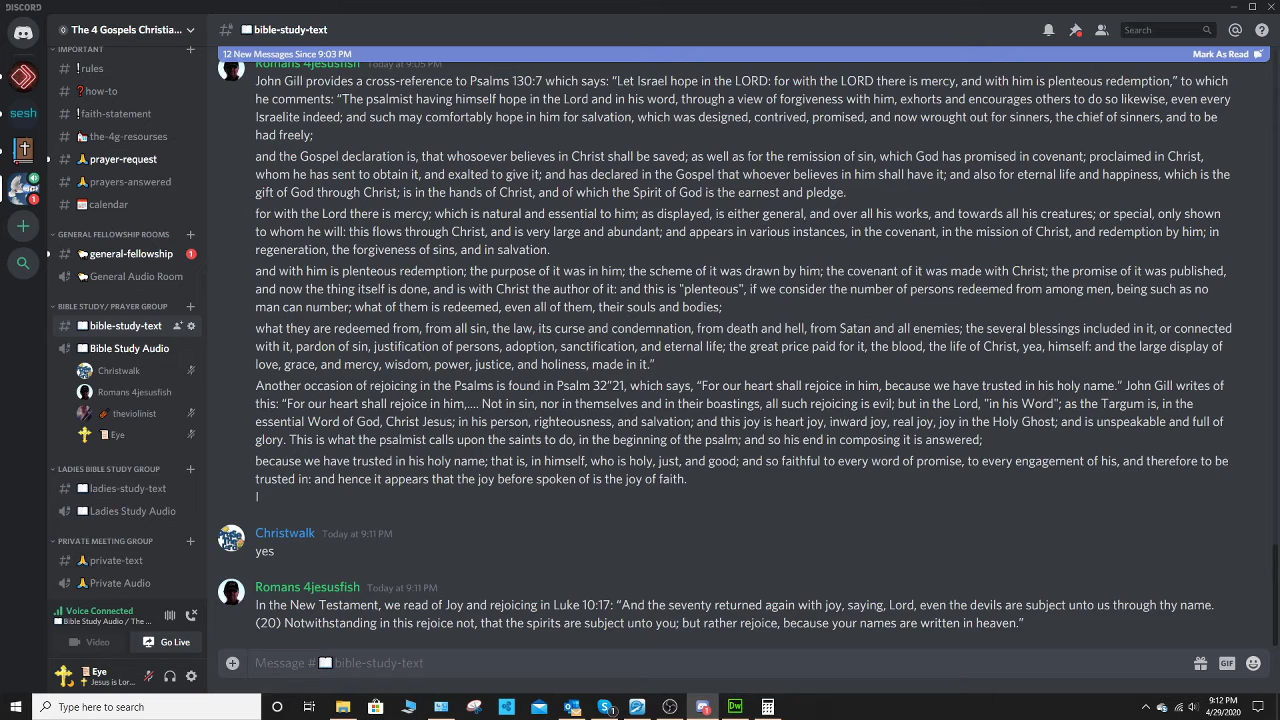 DISCORD
The 4 Gospels Christia...
bible-study-text
Search
IMPORTANT
rules
how-to
faith-statement
the-4g-resourses
prayer-request
prayers-answered
calendar
GENERAL FELLOWSHIP ROOMS
general-fellowship 1
General Audio Room
BIBLE STUDY/ PRAYER GROUP
bible-study-text
Bible Study Audio
Christwalk
Romans 4jesusfish
theviolinist
Eye
LADIES BIBLE STUDY GROUP
ladies-study-text
Ladies Study Audio
PRIVATE MEETING GROUP
private-text
Private Audio
Voice Connected
Bible Study Audio / The ...
Video
Go Live
Eye
Jesus is Lor...
sesh
1
12 New Messages Since 9:03 PM
Mark As Read
Romans 4jesusfish Today at 9:05 PM
John Gill provides a cross-reference to Psalms 130:7 which says: “Let Israel hope in the LORD: for with the LORD there is mercy, and with him is plenteous redemption,” to which
he comments: “The psalmist having himself hope in the Lord and in his word, through a view of forgiveness with him, exhorts and encourages others to do so likewise, even every
Israelite indeed; and such may comfortably hope in him for salvation, which was designed, contrived, promised, and now wrought out for sinners, the chief of sinners, and to be
had freely;
and the Gospel declaration is, that whosoever believes in Christ shall be saved; as well as for the remission of sin, which God has promised in covenant; proclaimed in Christ,
whom he has sent to obtain it, and exalted to give it; and has declared in the Gospel that whoever believes in him shall have it; and also for eternal life and happiness, which is the
gift of God through Christ; is in the hands of Christ, and of which the Spirit of God is the earnest and pledge.
for with the Lord there is mercy; which is natural and essential to him; as displayed, is either general, and over all his works, and towards all his creatures; or special, only shown
to whom he will: this flows through Christ, and is very large and abundant; and appears in various instances, in the covenant, in the mission of Christ, and redemption by him; in
regeneration, the forgiveness of sins, and in salvation.
and with him is plenteous redemption; the purpose of it was in him; the scheme of it was drawn by him; the covenant of it was made with Christ; the promise of it was published,
and now the thing itself is done, and is with Christ the author of it: and this is "plenteous", if we consider the number of persons redeemed from among men, being such as no
man can number; what of them is redeemed, even all of them, their souls and bodies;
what they are redeemed from, from all sin, the law, its curse and condemnation, from death and hell, from Satan and all enemies; the several blessings included in it, or connected
with it, pardon of sin, justification of persons, adoption, sanctification, and eternal life; the great price paid for it, the blood, the life of Christ, yea, himself: and the large display of
love, grace, and mercy, wisdom, power, justice, and holiness, made in it.”
Another occasion of rejoicing in the Psalms is found in Psalm 32”21, which says, “For our heart shall rejoice in him, because we have trusted in his holy name.” John Gill writes of
this: “For our heart shall rejoice in him,.... Not in sin, nor in themselves and in their boastings, all such rejoicing is evil; but in the Lord, "in his Word"; as the Targum is, in the
essential Word of God, Christ Jesus; in his person, righteousness, and salvation; and this joy is heart joy, inward joy, real joy, joy in the Holy Ghost; and is unspeakable and full of
glory. This is what the psalmist calls upon the saints to do, in the beginning of the psalm; and so his end in composing it is answered;
because we have trusted in his holy name; that is, in himself, who is holy, just, and good; and so faithful to every word of promise, to every engagement of his, and therefore to be
trusted in: and hence it appears that the joy before spoken of is the joy of faith.
I
Christwalk Today at 9:11 PM
yes
Romans 4jesusfish Today at 9:11 PM
In the New Testament, we read of Joy and rejoicing in Luke 10:17: “And the seventy returned again with joy, saying, Lord, even the devils are subject unto us through thy name.
(20) Notwithstanding in this rejoice not, that the spirits are subject unto you; but rather rejoice, because your names are written in heaven.”
Message # bible-study-text
GIF
Type here to search
Dw
9:12 PM
4/29/2020